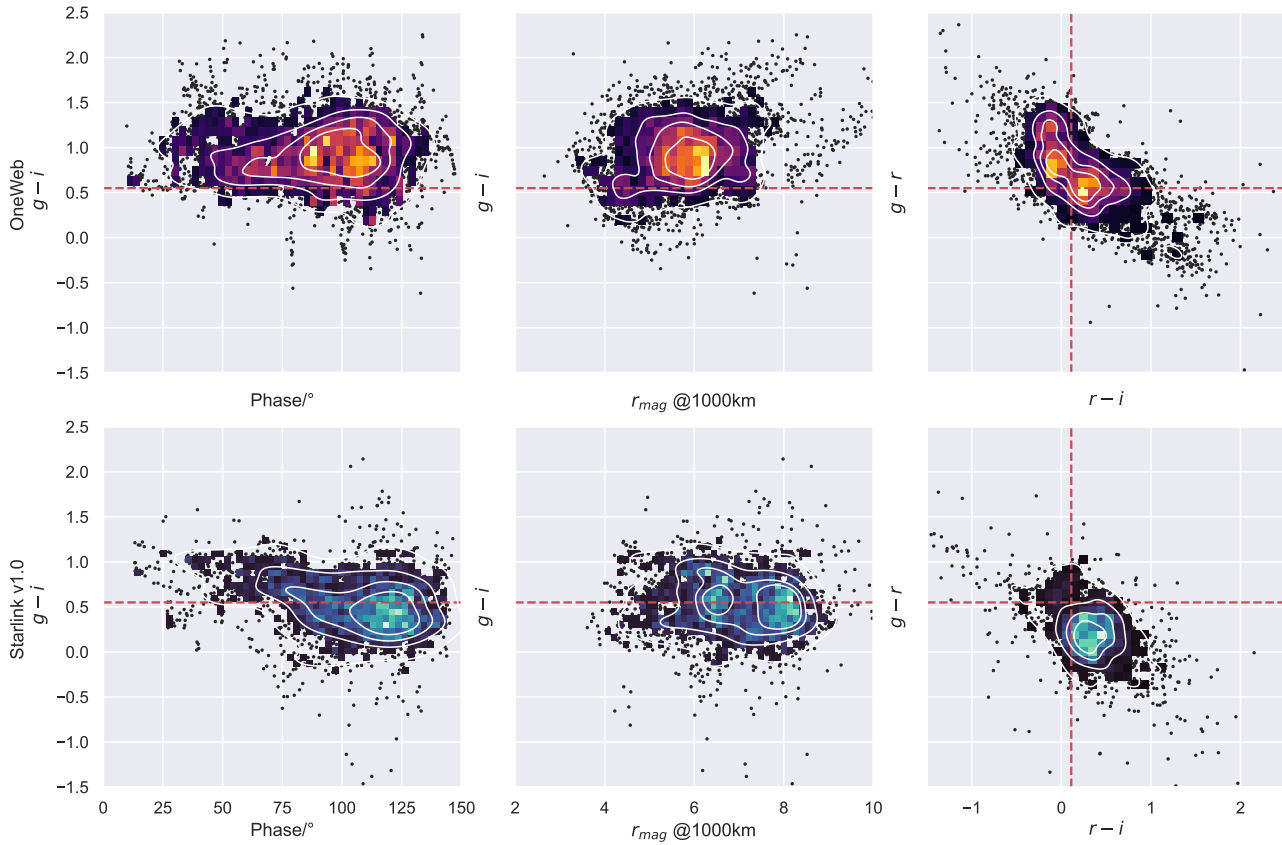 2.5
2.0
1.5
1.0
0.5
0.0
−0.5
−1.0
−1.5
OneWeb
g − i
g − i
g − r
Phase/°
r_mag @1000km
r − i
2.5
2.0
1.5
1.0
0.5
0.0
−0.5
−1.0
−1.5
Starlink v1.0
g − i
g − i
g − r
0 25 50 75 100 125 150
2 4 6 8 10
−1 0 1 2
Phase/°
r_mag @1000km
r − i